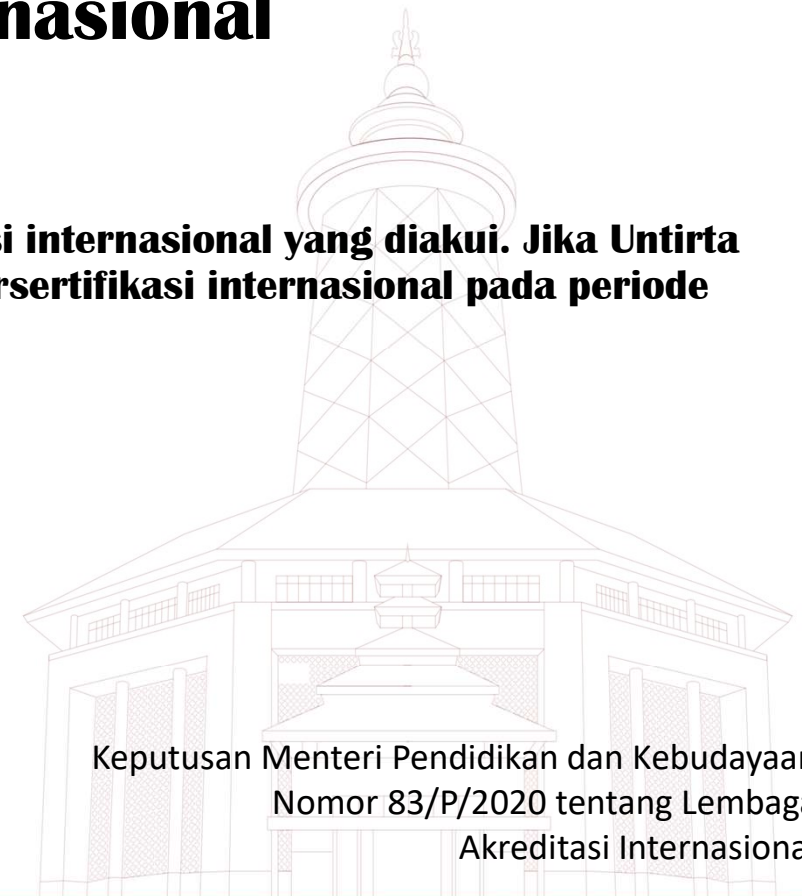 nasional
si internasional yang diakui. Jika Untirta
rsertifikasi internasional pada periode
Keputusan Menteri Pendidikan dan Kebudayaan
Nomor 83/P/2020 tentang Lembaga
Akreditasi Internasiona